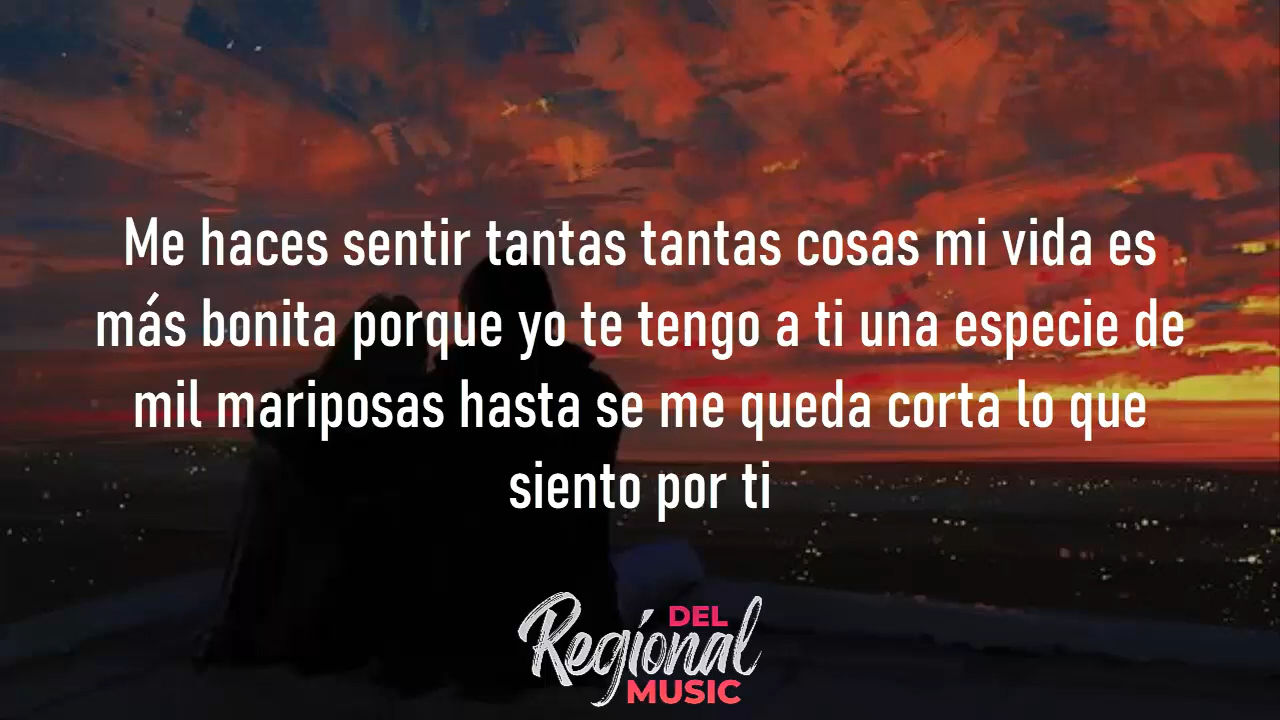 Me haces sentir tantas tantas cosas mi vida es
más bonita porque yo te tengo a ti una especie de
mil mariposas hasta se me queda corta lo que
siento por ti
DEL
Regional
MUSIC